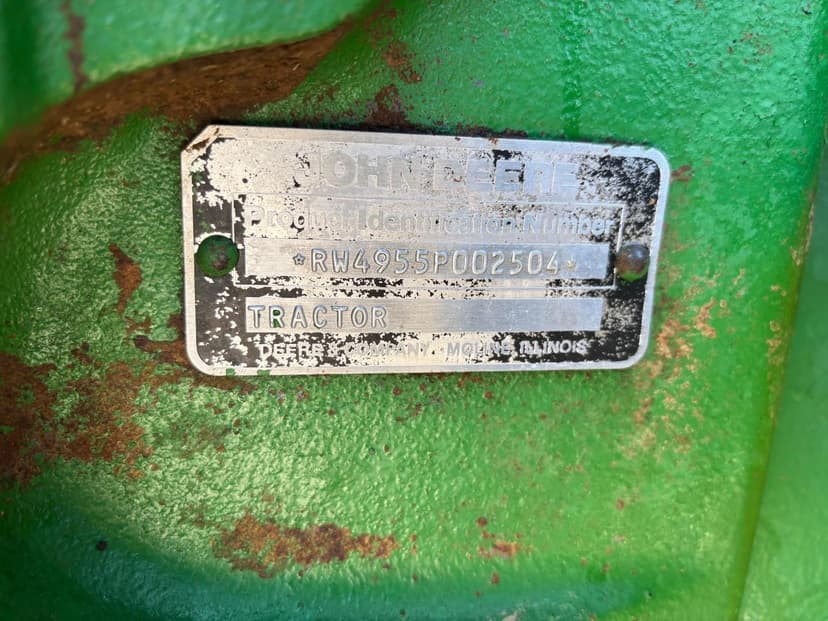 JOHN DEERE
Product Identification Number
*RW4955P002504*
TRACTOR
DEERE & COMPANY MOLINE, ILLINOIS